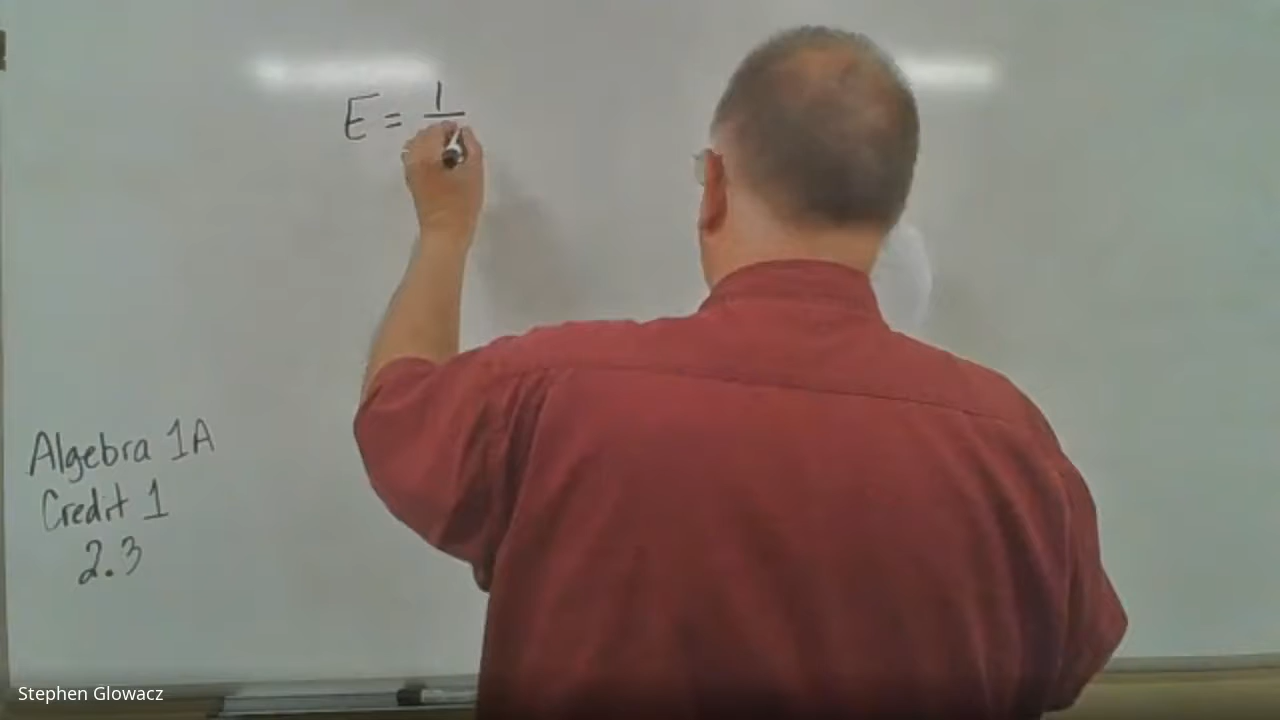 E = 1
Algebra 1A
Credit 1
2.3
Stephen Glowacz